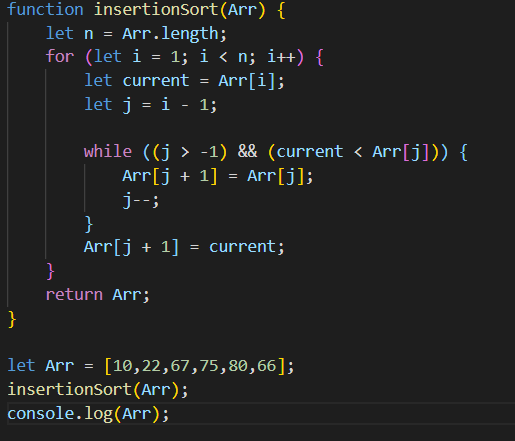 function insertionSort(Arr) {
    let n = Arr.length;
    for (let i = 1; i < n; i++) {
        let current = Arr[i];
        let j = i - 1;

        while ((j > -1) && (current < Arr[j])) {
            Arr[j + 1] = Arr[j];
            j--;
        }
        Arr[j + 1] = current;
    }
    return Arr;
}

let Arr = [10,22,67,75,80,66];
insertionSort(Arr);
console.log(Arr);